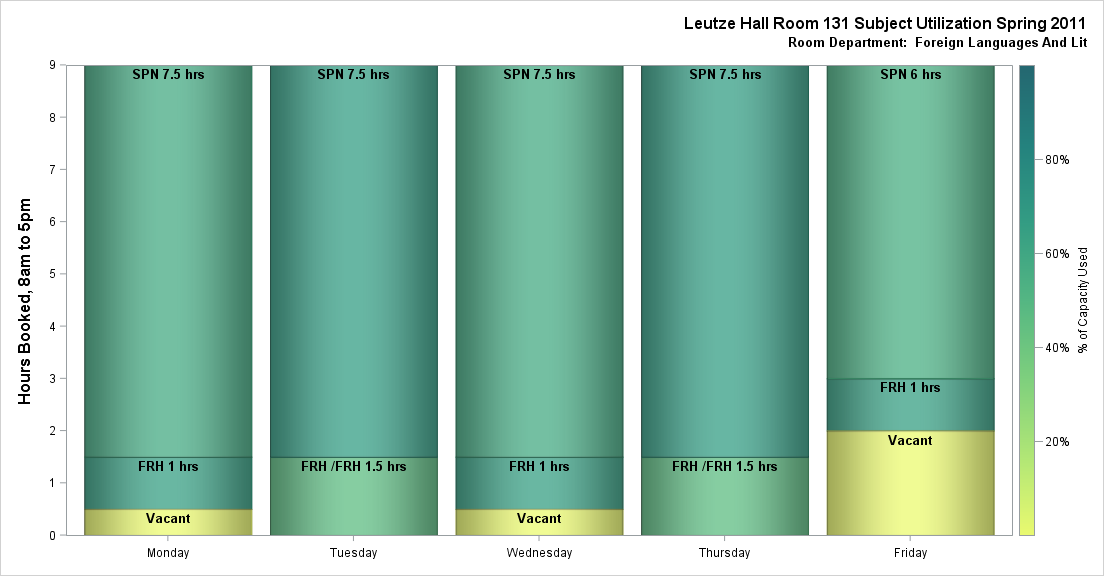 Leutze Hall Room 131 Subject Utilization Spring 2011
Room Department:  Foreign Languages And Lit
Hours Booked, 8am to 5pm
9
8
7
6
5
4
3
2
1
0
SPN 7.5 hrs
FRH 1 hrs
Vacant
SPN 7.5 hrs
FRH /FRH 1.5 hrs
SPN 7.5 hrs
FRH 1 hrs
Vacant
SPN 7.5 hrs
FRH /FRH 1.5 hrs
SPN 6 hrs
FRH 1 hrs
Vacant
Monday
Tuesday
Wednesday
Thursday
Friday
80%
60%
40%
20%
% of Capacity Used